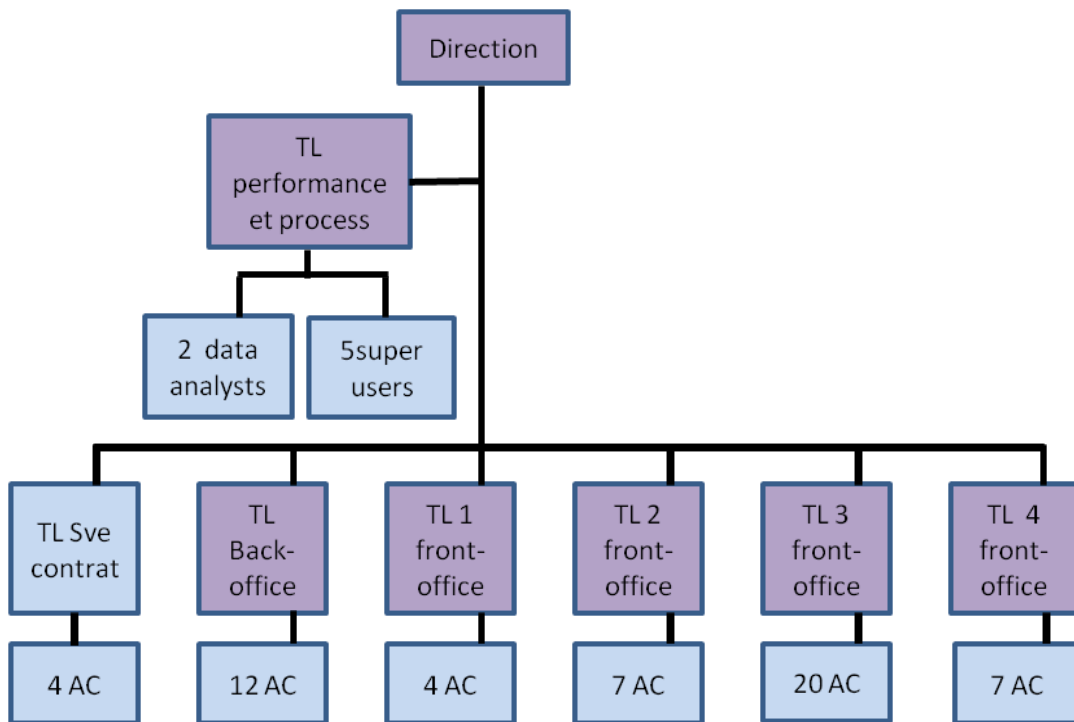 Direction
TL
performance
et process
2 data
analysts
5super
users
TL Sve
contrat
TL
Back-
office
TL 1
front-
office
TL 2
front-
office
TL 3
front-
office
TL 4
front-
office
4 AC
12 AC
4 AC
7 AC
20 AC
7 AC